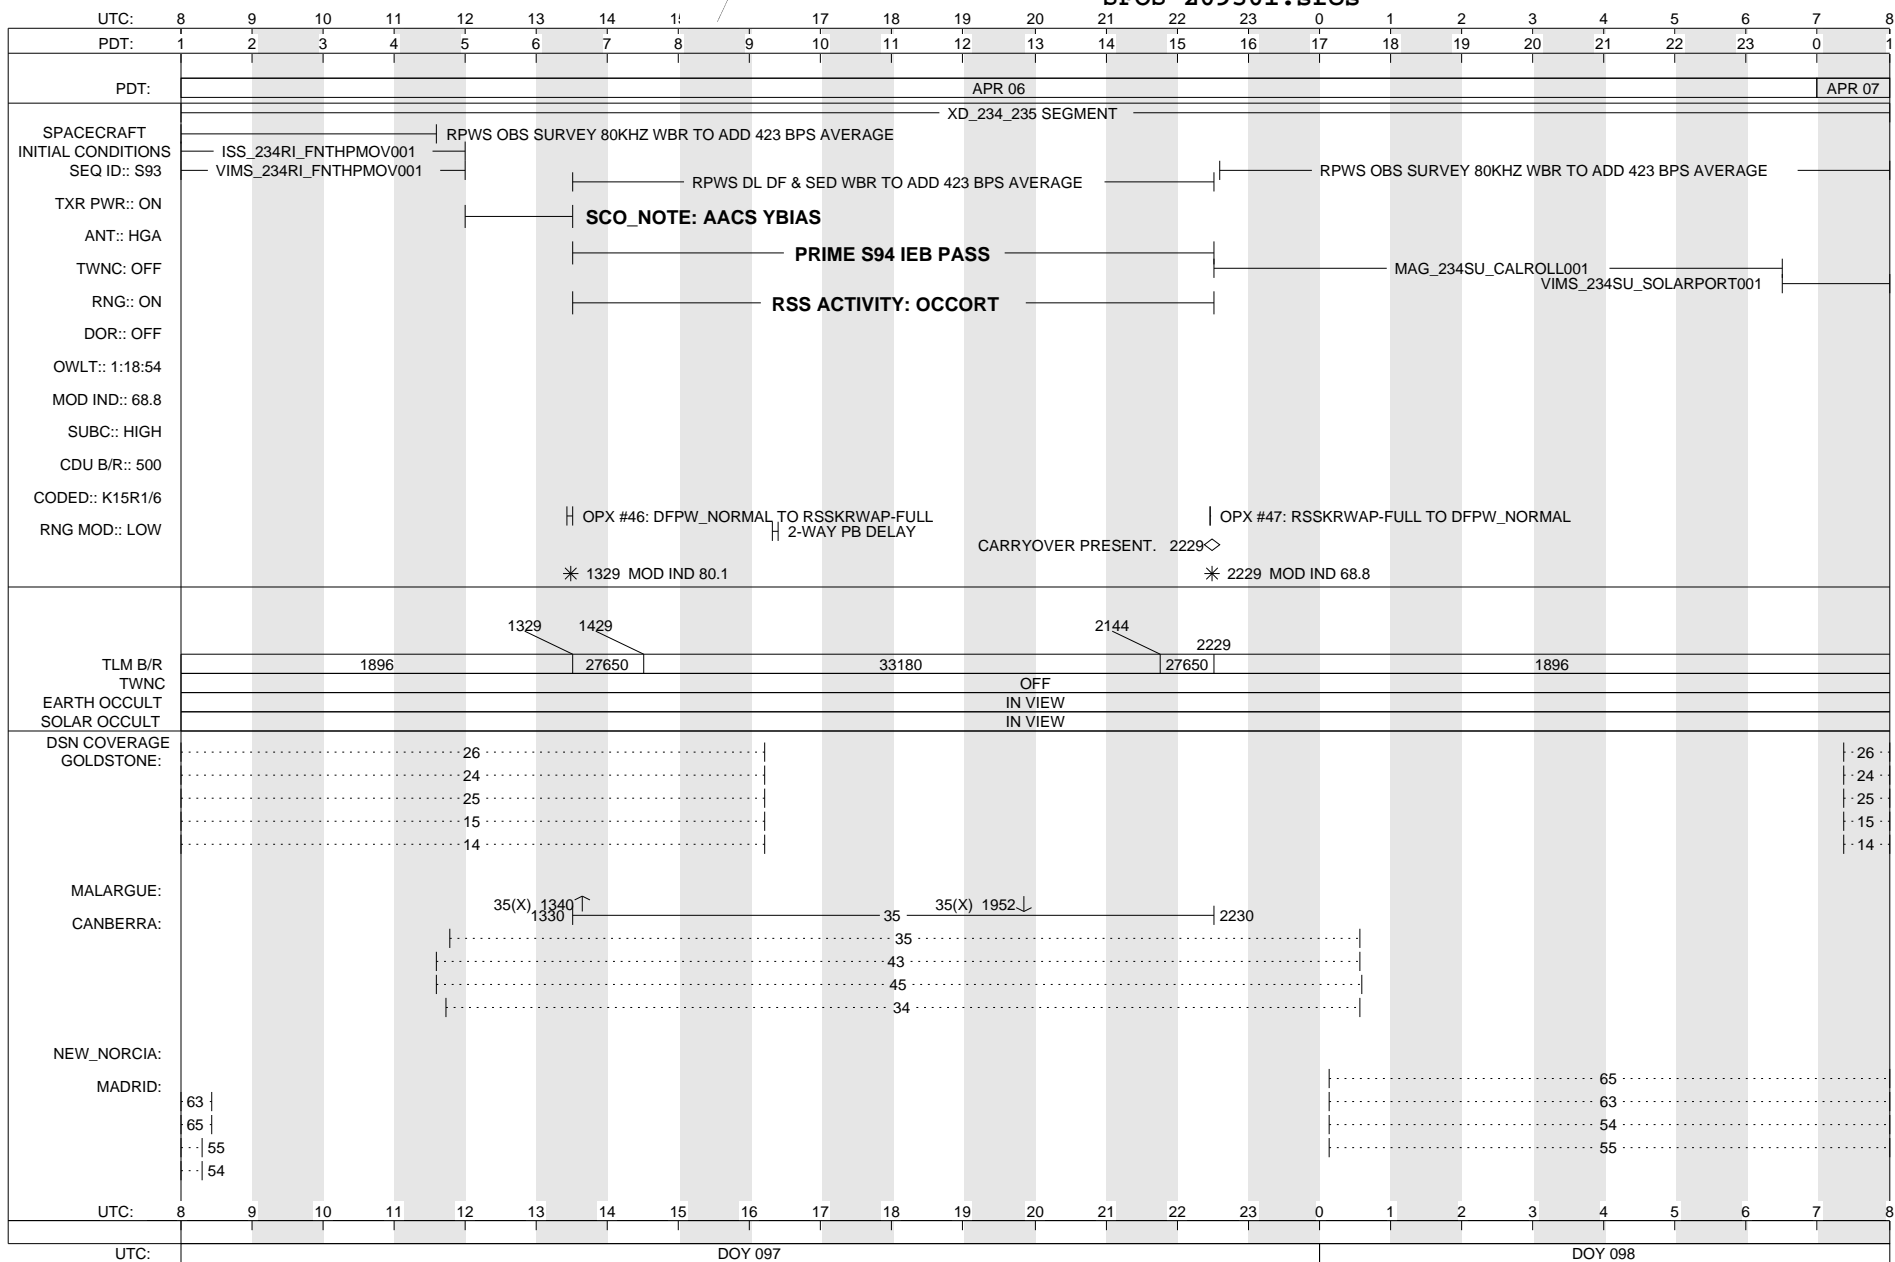 UTC: 8 9 10 11 12 13 14 17 18 19 20 21 22 23 0 1 2 3 4 5 6 7 8
PDT: 1 2 3 4 5 6 7 8 9 10 11 12 13 14 15 16 17 18 19 20 21 22 23 0 1
PDT: APR 06 APR 07
XD_234_235 SEGMENT
SPACECRAFT RPWS OBS SURVEY 80KHZ WBR TO ADD 423 BPS AVERAGE
INITIAL CONDITIONS ISS_234RI_FNTHPMOV001
SEQ ID:: S93 VIMS_234RI_FNTHPMOV001 RPWS OBS SURVEY 80KHZ WBR TO ADD 423 BPS AVERAGE
RPWS DL DF & SED WBR TO ADD 423 BPS AVERAGE
TXR PWR:: ON
SCO_NOTE: AACS YBIAS
ANT:: HGA
PRIME S94 IEB PASS
TWNC: OFF MAG_234SU_CALROLL001
VIMS_234SU_SOLARPORT001
RNG:: ON RSS ACTIVITY: OCCORT
DOR:: OFF
OWLT:: 1:18:54
MOD IND:: 68.8
SUBC:: HIGH
CDU B/R:: 500
CODED:: K15R1/6
OPX #46: DFPW_NORMAL TO RSSKRWAP-FULL OPX #47: RSSKRWAP-FULL TO DFPW_NORMAL
RNG MOD:: LOW 2-WAY PB DELAY
CARRYOVER PRESENT. 2229
1329 MOD IND 80.1 2229 MOD IND 68.8
1329 1429 2144
2229
TLM B/R 1896 27650 33180 27650 1896
TWNC OFF
EARTH OCCULT IN VIEW
SOLAR OCCULT IN VIEW
DSN COVERAGE
GOLDSTONE:
26 26
24 24
25 25
15 15
14 14
MALARGUE:
35(X) 1340 35(X) 1952
1330 35 2230
CANBERRA:
35
43
45
34
NEW_NORCIA:
65
MADRID:
63 63
65 54
55 55
54
UTC: 8 9 10 11 12 13 14 15 16 17 18 19 20 21 22 23 0 1 2 3 4 5 6 7 8
UTC: DOY 097 DOY 098